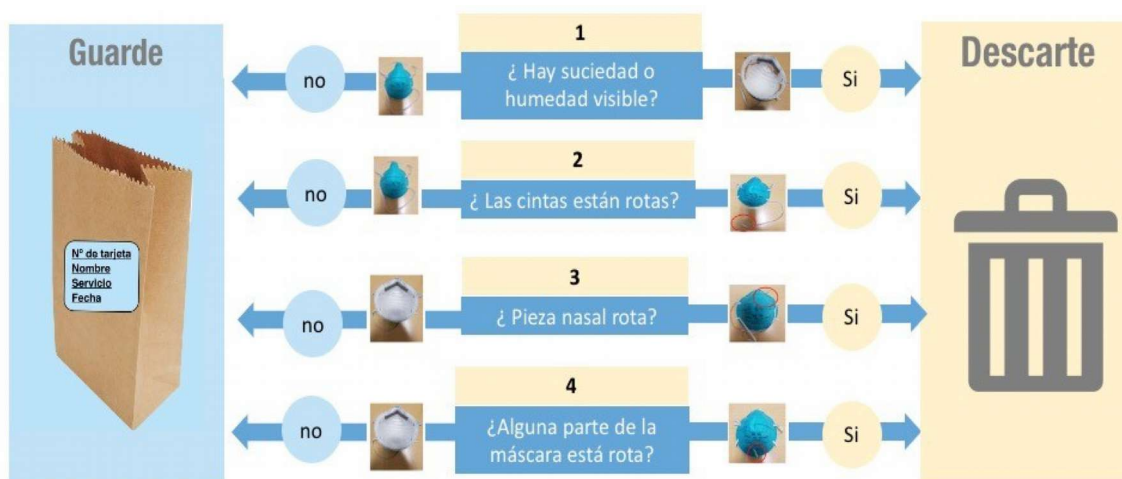 Guarde
Descarte
1
¿ Hay suciedad o
humedad visible?
no
Si
2
¿ Las cintas están rotas?
no
Si
3
¿ Pieza nasal rota?
no
Si
4
¿Alguna parte de la
máscara está rota?
no
Si
Nº de tarjeta
Nombre
Servicio
Fecha